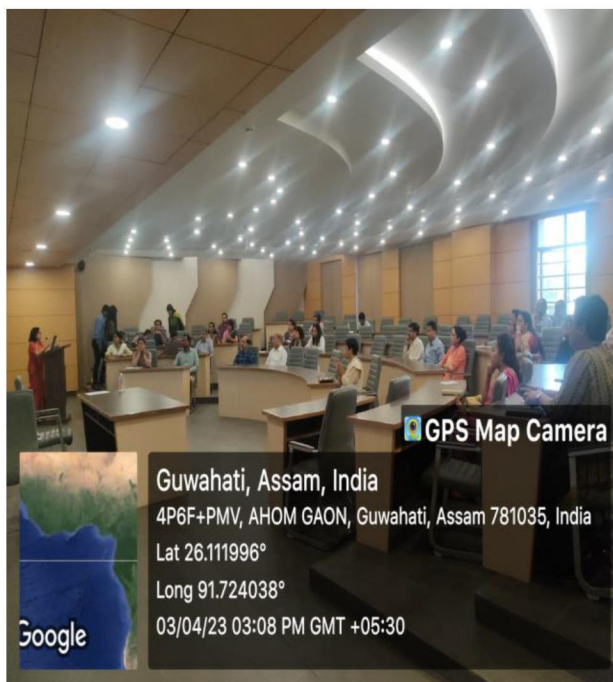 GPS Map Camera
Guwahati, Assam, India
4P6F+PMV, AHOM GAON, Guwahati, Assam 781035, India
Lat 26.111996°
Long 91.724038°
03/04/23 03:08 PM GMT +05:30
Google